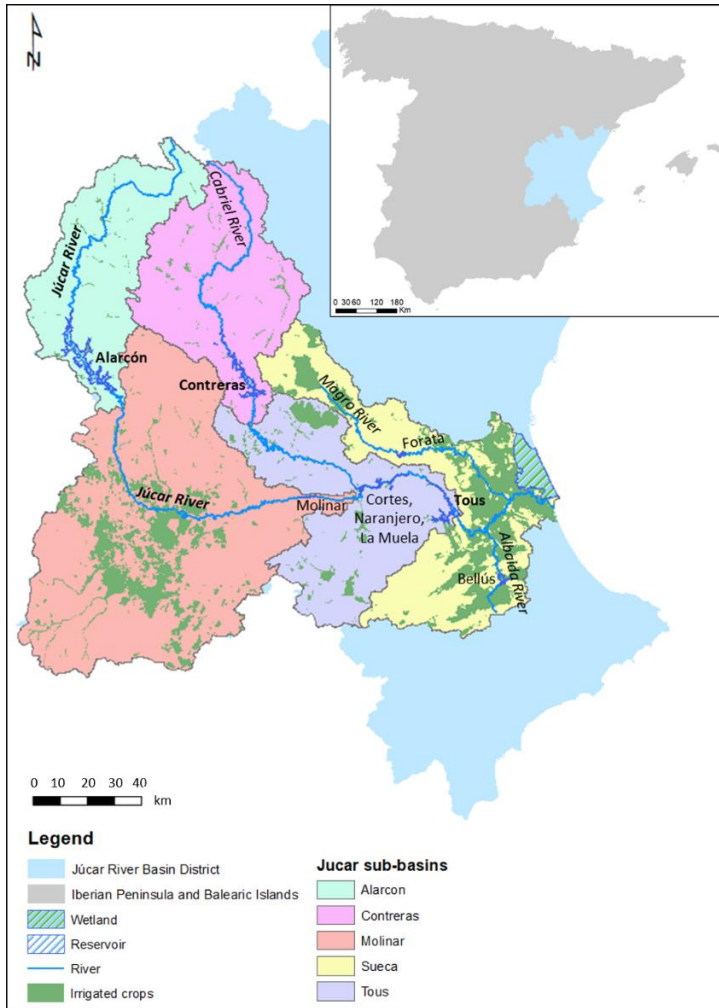 N
0 30 60 120 180
Km
Júcar River
Cabriel River
Alarcón
Contreras
Magro River
Forata
Júcar River
Molinar
Cortes,
Naranjero,
La Muela
Tous
Albaida River
Bellús
0 10 20 30 40
km
Legend
Júcar River Basin District
Iberian Peninsula and Balearic Islands
Wetland
Reservoir
River
Irrigated crops
Jucar sub-basins
Alarcon
Contreras
Molinar
Sueca
Tous